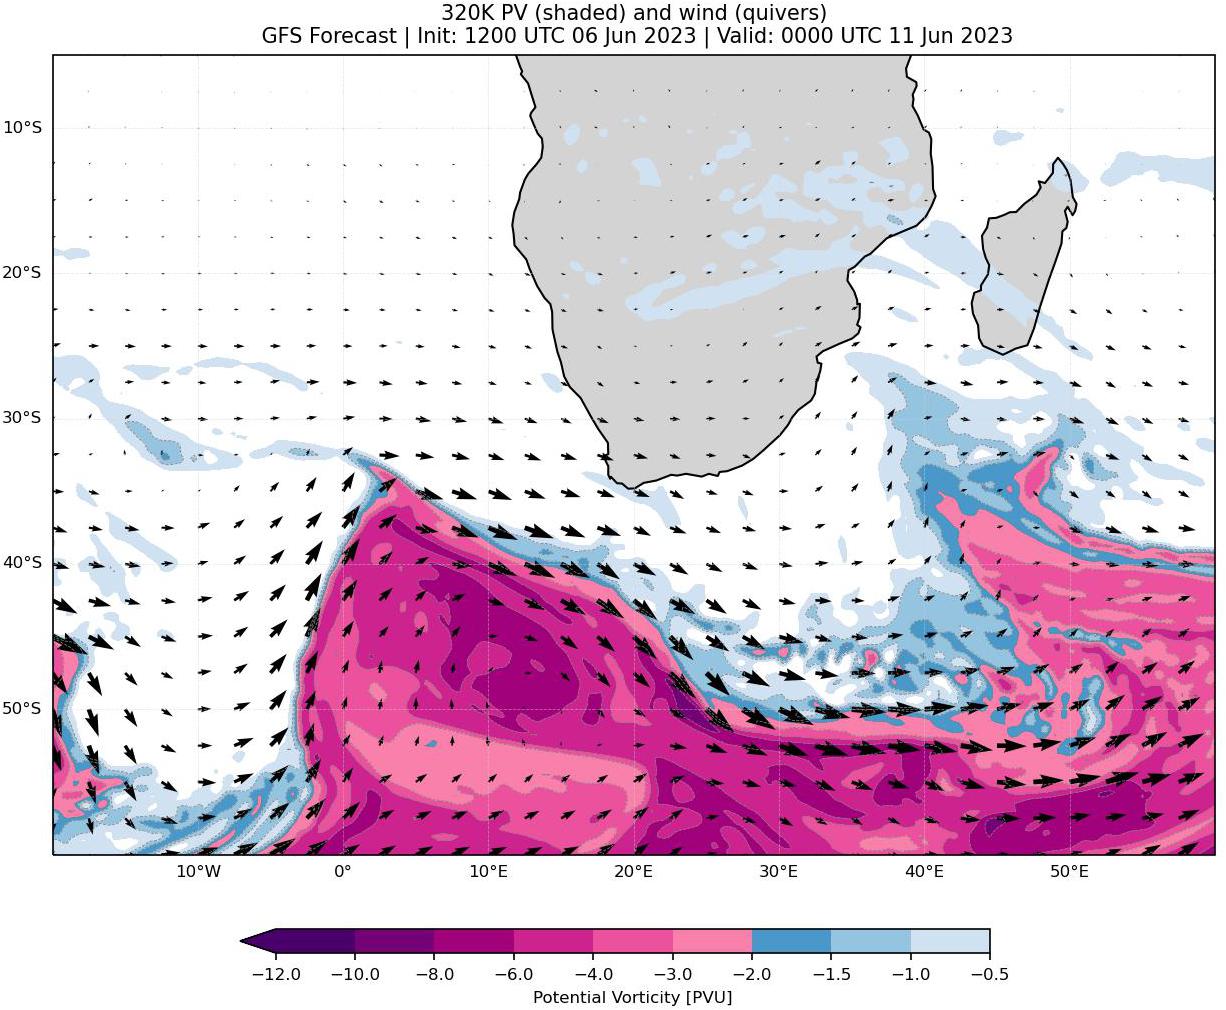 320K PV (shaded) and wind (quivers)
GFS Forecast | Init: 1200 UTC 06 Jun 2023 | Valid: 0000 UTC 11 Jun 2023
10°S
20°S
30°S
40°S
50°S
10°W 0° 10°E 20°E 30°E 40°E 50°E
−12.0 −10.0 −8.0 −6.0 −4.0 −3.0 −2.0 −1.5 −1.0 −0.5
Potential Vorticity [PVU]